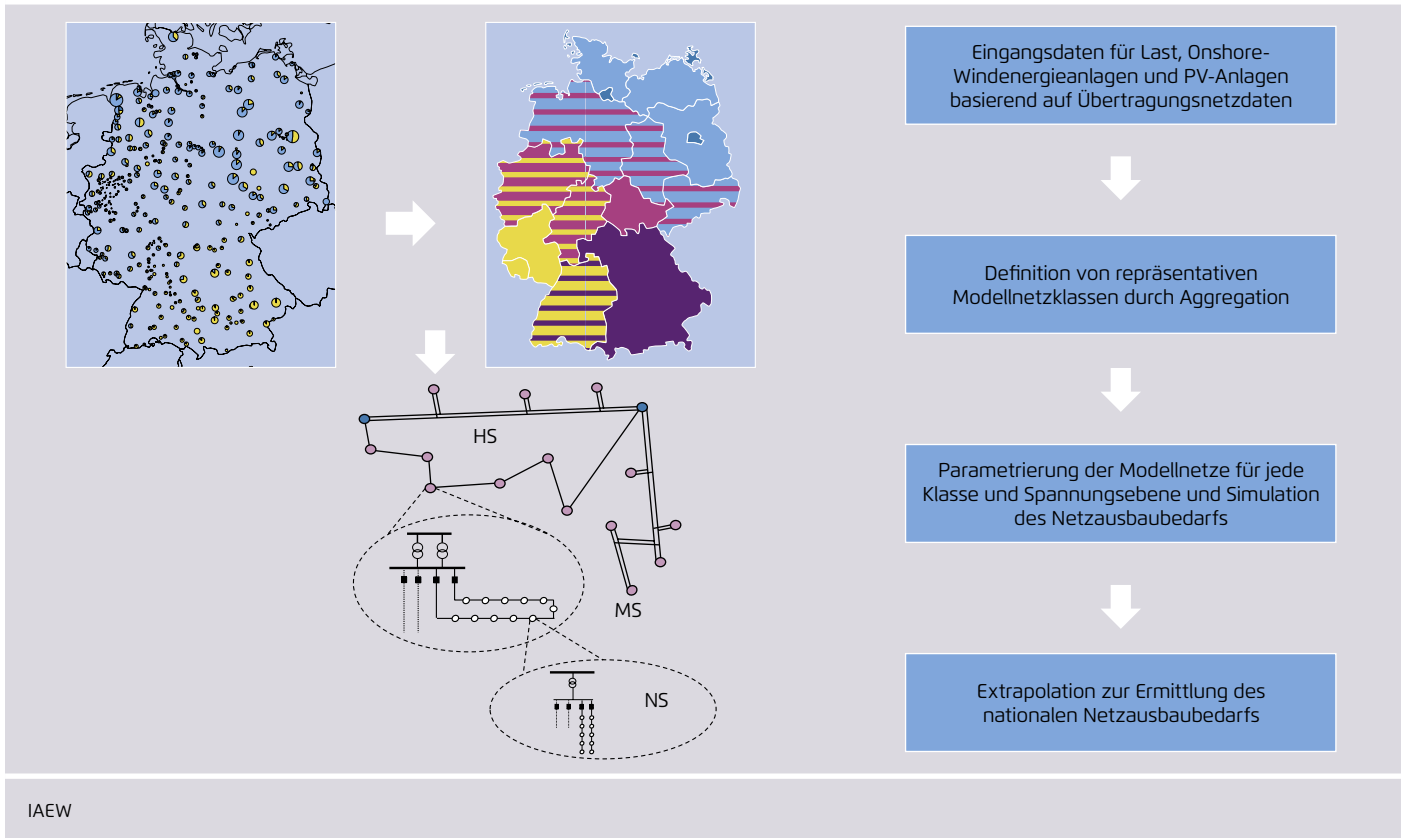 Eingangsdaten für Last, Onshore-
Windenergieanlagen und PV-Anlagen
basierend auf Übertragungsnetzdaten
Definition von repräsentativen
Modellnetzklassen durch Aggregation
HS
Parametrierung der Modellnetze für jede
Klasse und Spannungsebene und Simulation
des Netzausbaubedarfs
MS
NS
Extrapolation zur Ermittlung des
nationalen Netzausbaubedarfs
IAEW